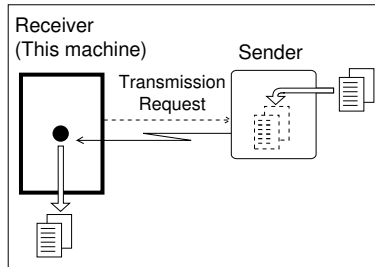 Receiver
(This machine)
Sender
Transmission
Request